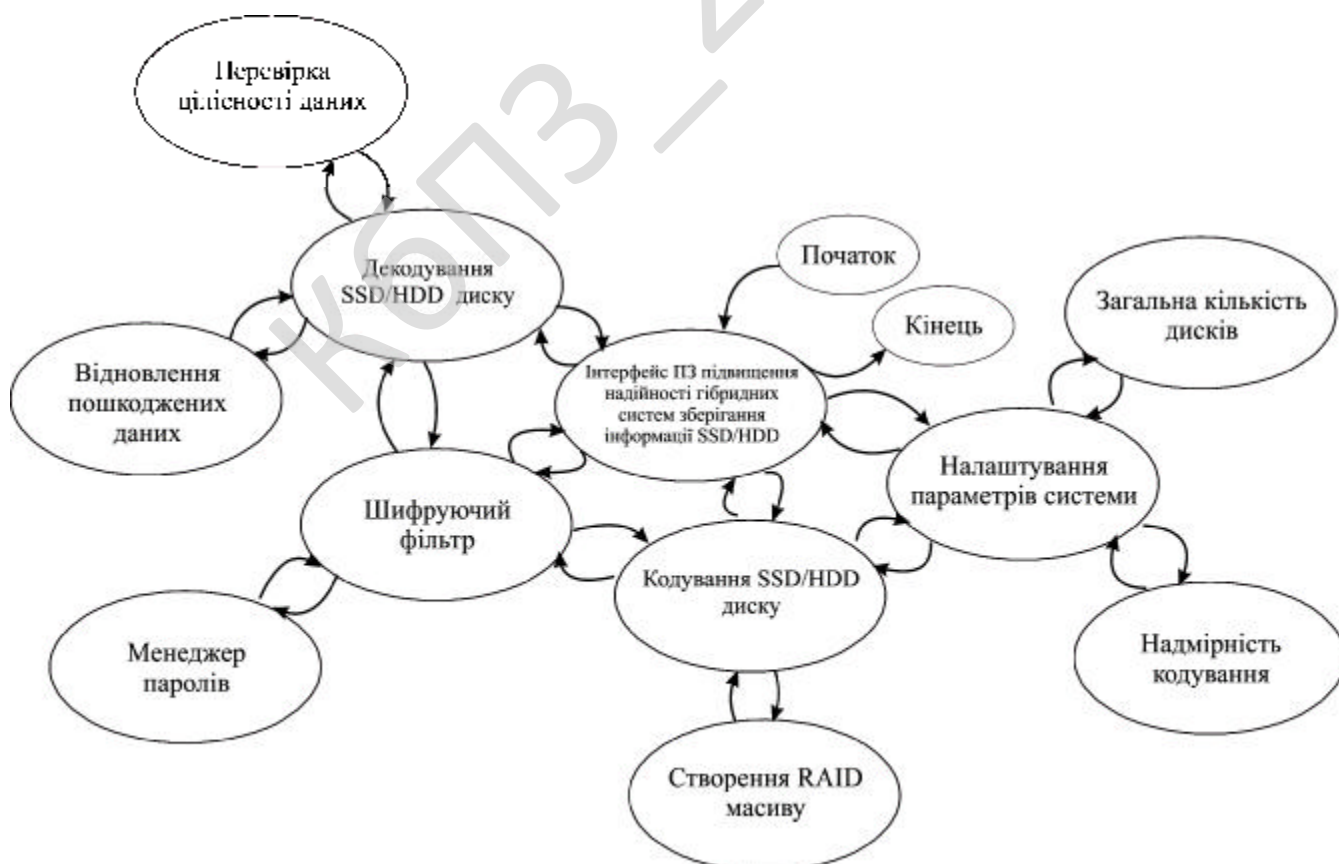 Перевірка
цілісності даних
Декодування
SSD/HDD диску
Початок
Кінець
Загальна кількість
дисків
Відновлення
пошкоджених
даних
Інтерфейс ПЗ підвищення
надійності гібридних
систем зберігання
інформації SSD/HDD
Налаштування
параметрів системи
Шифруючий
фільтр
Кодування SSD/HDD
диску
Менеджер
паролів
Надмірність
кодування
Створення RAID
масиву